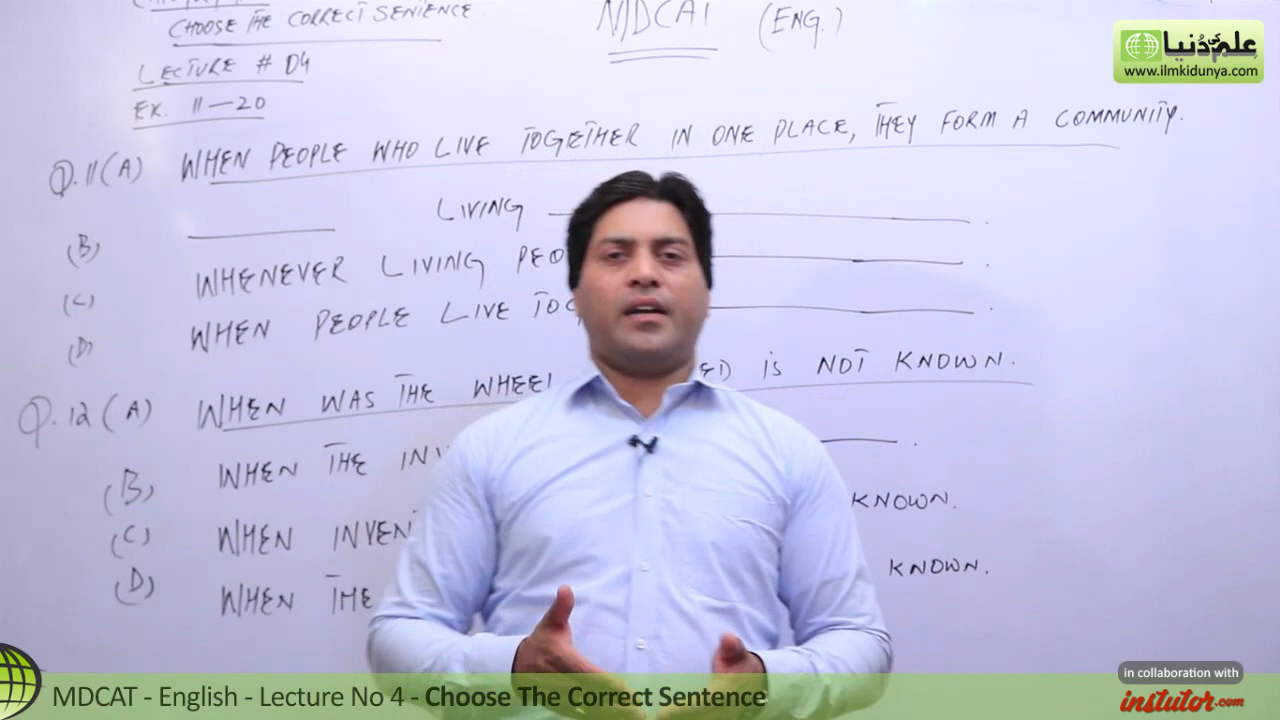 CHOOSE THE CORRECT SENTENCE
MDCAT (ENG.)
LECTURE # 04
EX. 11—20
علم کی دُنیا
www.ilmkidunya.com
Q.11(A) WHEN PEOPLE WHO LIVE TOGETHER IN ONE PLACE, THEY FORM A COMMUNITY.
(B) LIVING
(C) WHENEVER LIVING
(D) WHEN PEOPLE LIVE
Q.12(A) WHEN WAS THE WHEEL IS NOT KNOWN.
(B) WHEN THE
(C) WHEN KNOWN.
(D) WHEN THE KNOWN.
in collaboration with
MDCAT - English - Lecture No 4 - Choose The Correct Sentence
instutor.com